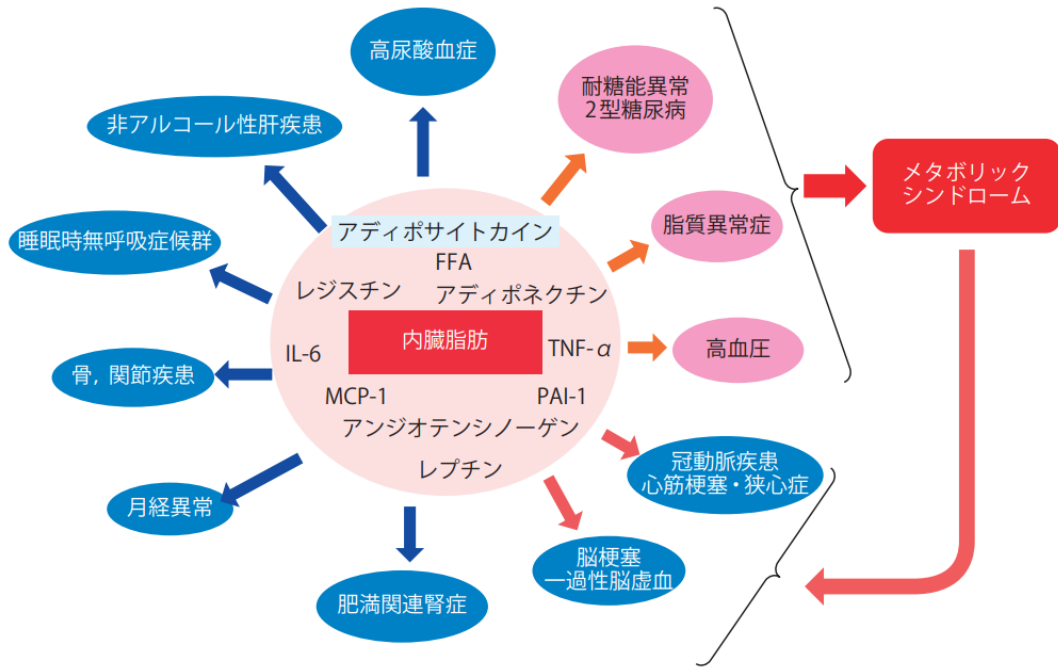 高尿酸血症
耐糖能異常
2型糖尿病
非アルコール性肝疾患
メタボリック
シンドローム
アディポサイトカイン
脂質異常症
睡眠時無呼吸症候群
FFA
レジスチン
アディポネクチン
内臓脂肪
TNF-α
高血圧
IL-6
骨, 関節疾患
MCP-1
PAI-1
アンジオテンシノーゲン
レプチン
冠動脈疾患
心筋梗塞・狭心症
月経異常
脳梗塞
一過性脳虚血
肥満関連腎症